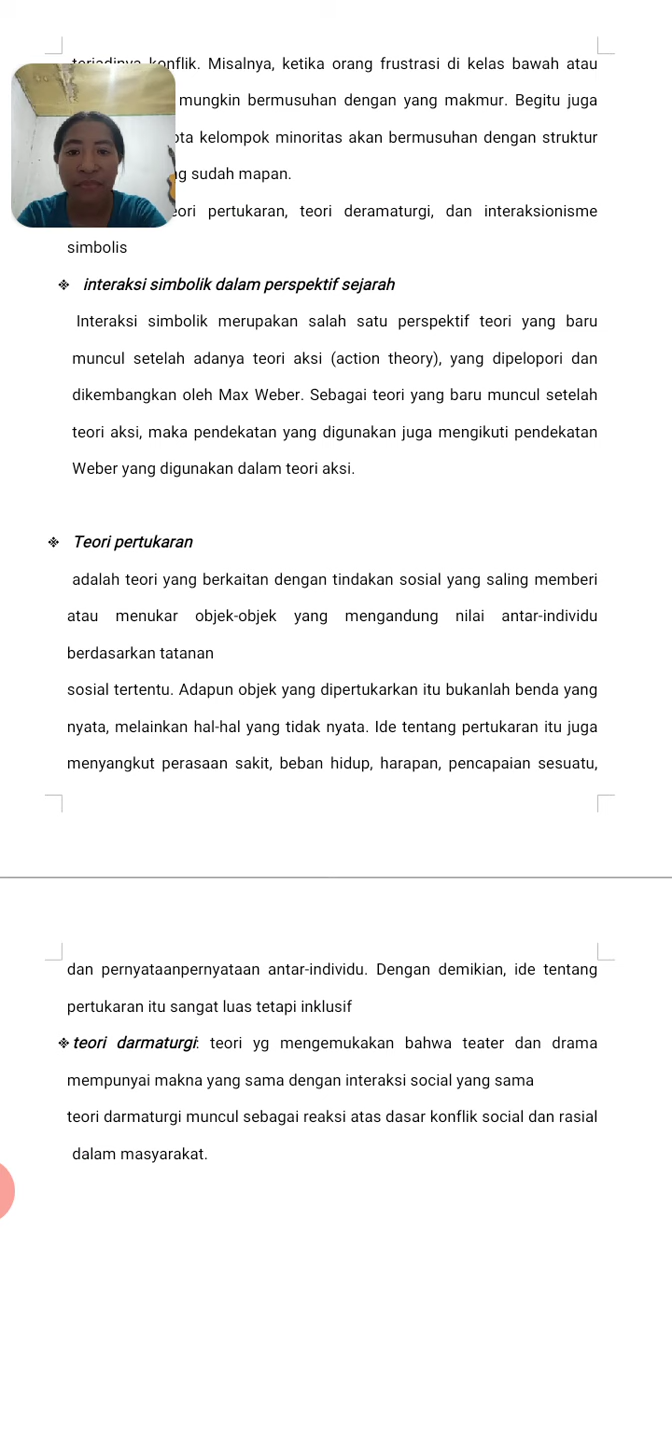 konflik. Misalnya, ketika orang frustrasi di kelas bawah atau
mungkin bermusuhan dengan yang makmur. Begitu juga
kelompok minoritas akan bermusuhan dengan struktur
sudah mapan.
pertukaran, teori deramaturgi, dan interaksionisme
simbolis
❖ interaksi simbolik dalam perspektif sejarah
Interaksi simbolik merupakan salah satu perspektif teori yang baru
muncul setelah adanya teori aksi (action theory), yang dipelopori dan
dikembangkan oleh Max Weber. Sebagai teori yang baru muncul setelah
teori aksi, maka pendekatan yang digunakan juga mengikuti pendekatan
Weber yang digunakan dalam teori aksi.
❖ Teori pertukaran
adalah teori yang berkaitan dengan tindakan sosial yang saling memberi
atau menukar objek-objek yang mengandung nilai antar-individu
berdasarkan tatanan
sosial tertentu. Adapun objek yang dipertukarkan itu bukanlah benda yang
nyata, melainkan hal-hal yang tidak nyata. Ide tentang pertukaran itu juga
menyangkut perasaan sakit, beban hidup, harapan, pencapaian sesuatu,
dan pernyataanpernyataan antar-individu. Dengan demikian, ide tentang
pertukaran itu sangat luas tetapi inklusif
❖ teori darmaturgi: teori yg mengemukakan bahwa teater dan drama
mempunyai makna yang sama dengan interaksi social yang sama
teori darmaturgi muncul sebagai reaksi atas dasar konflik social dan rasial
dalam masyarakat.